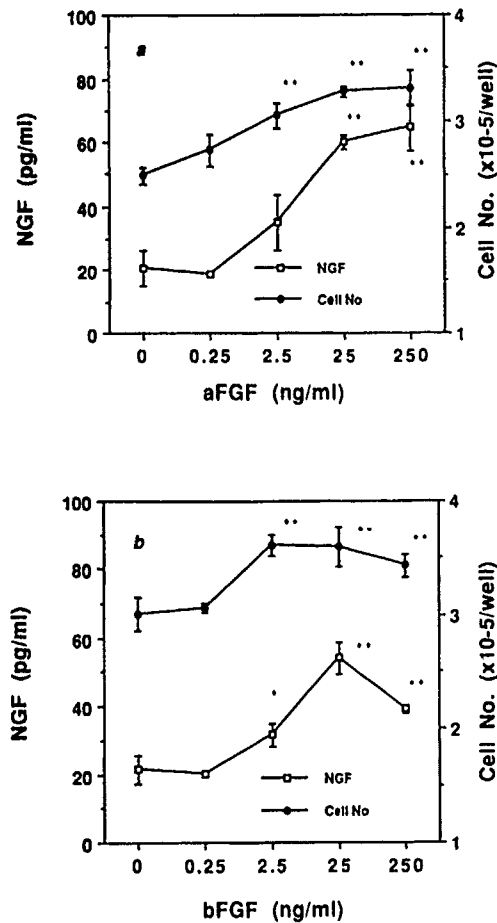 a
100
80
60
40
20
0
NGF (pg/ml)
4
3
2
1
Cell No. (x10-5/well)
** ** **
**
**
NGF
Cell No
0 0.25 2.5 25 250
aFGF (ng/ml)
b
100
80
60
40
20
0
NGF (pg/ml)
4
3
2
1
Cell No. (x10-5/well)
** ** **
* ** **
NGF
Cell No
0 0.25 2.5 25 250
bFGF (ng/ml)